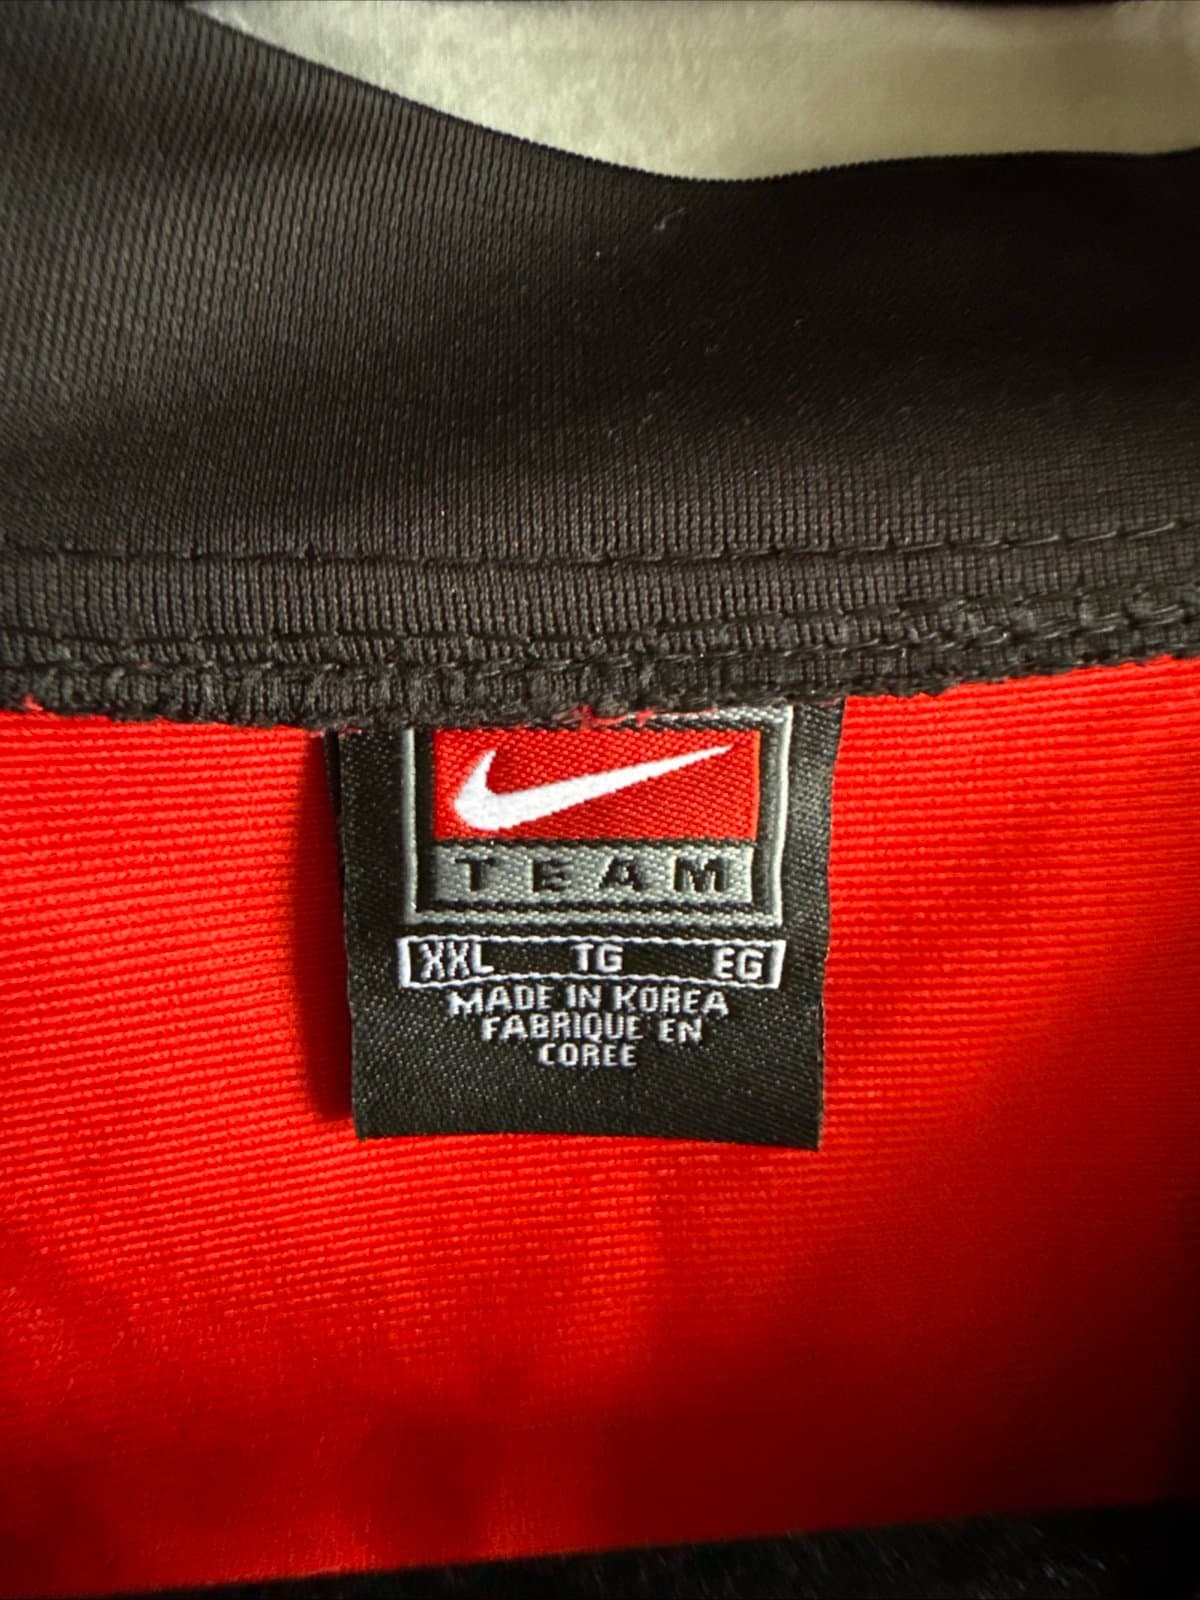 TEAM
XXL TG EG
MADE IN KOREA
FABRIQUE EN
COREE